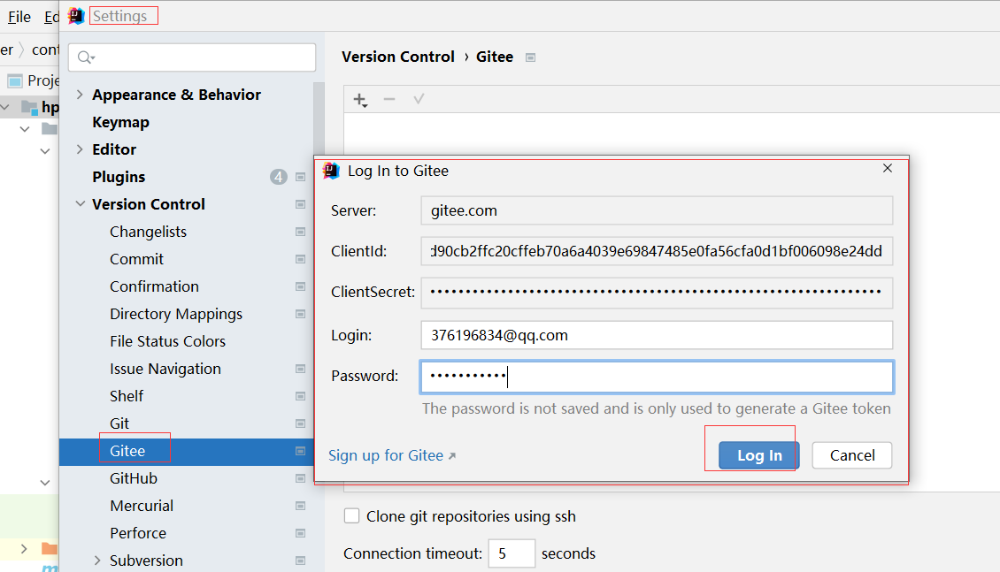 File Ed
Settings
er cont
Proje
hp
Appearance & Behavior
Keymap
Editor
Plugins 4
Version Control
Changelists
Commit
Confirmation
Directory Mappings
File Status Colors
Issue Navigation
Shelf
Git
Gitee
GitHub
Mercurial
Perforce
Subversion
Version Control › Gitee
Log In to Gitee
Server: gitee.com
ClientId: d90cb2ffc20cffeb70a6a4039e69847485e0fa56cfa0d1bf006098e24dd
ClientSecret:
Login: 376196834@qq.com
Password:
The password is not saved and is only used to generate a Gitee token
Sign up for Gitee
Log In Cancel
Clone git repositories using ssh
Connection timeout: 5 seconds